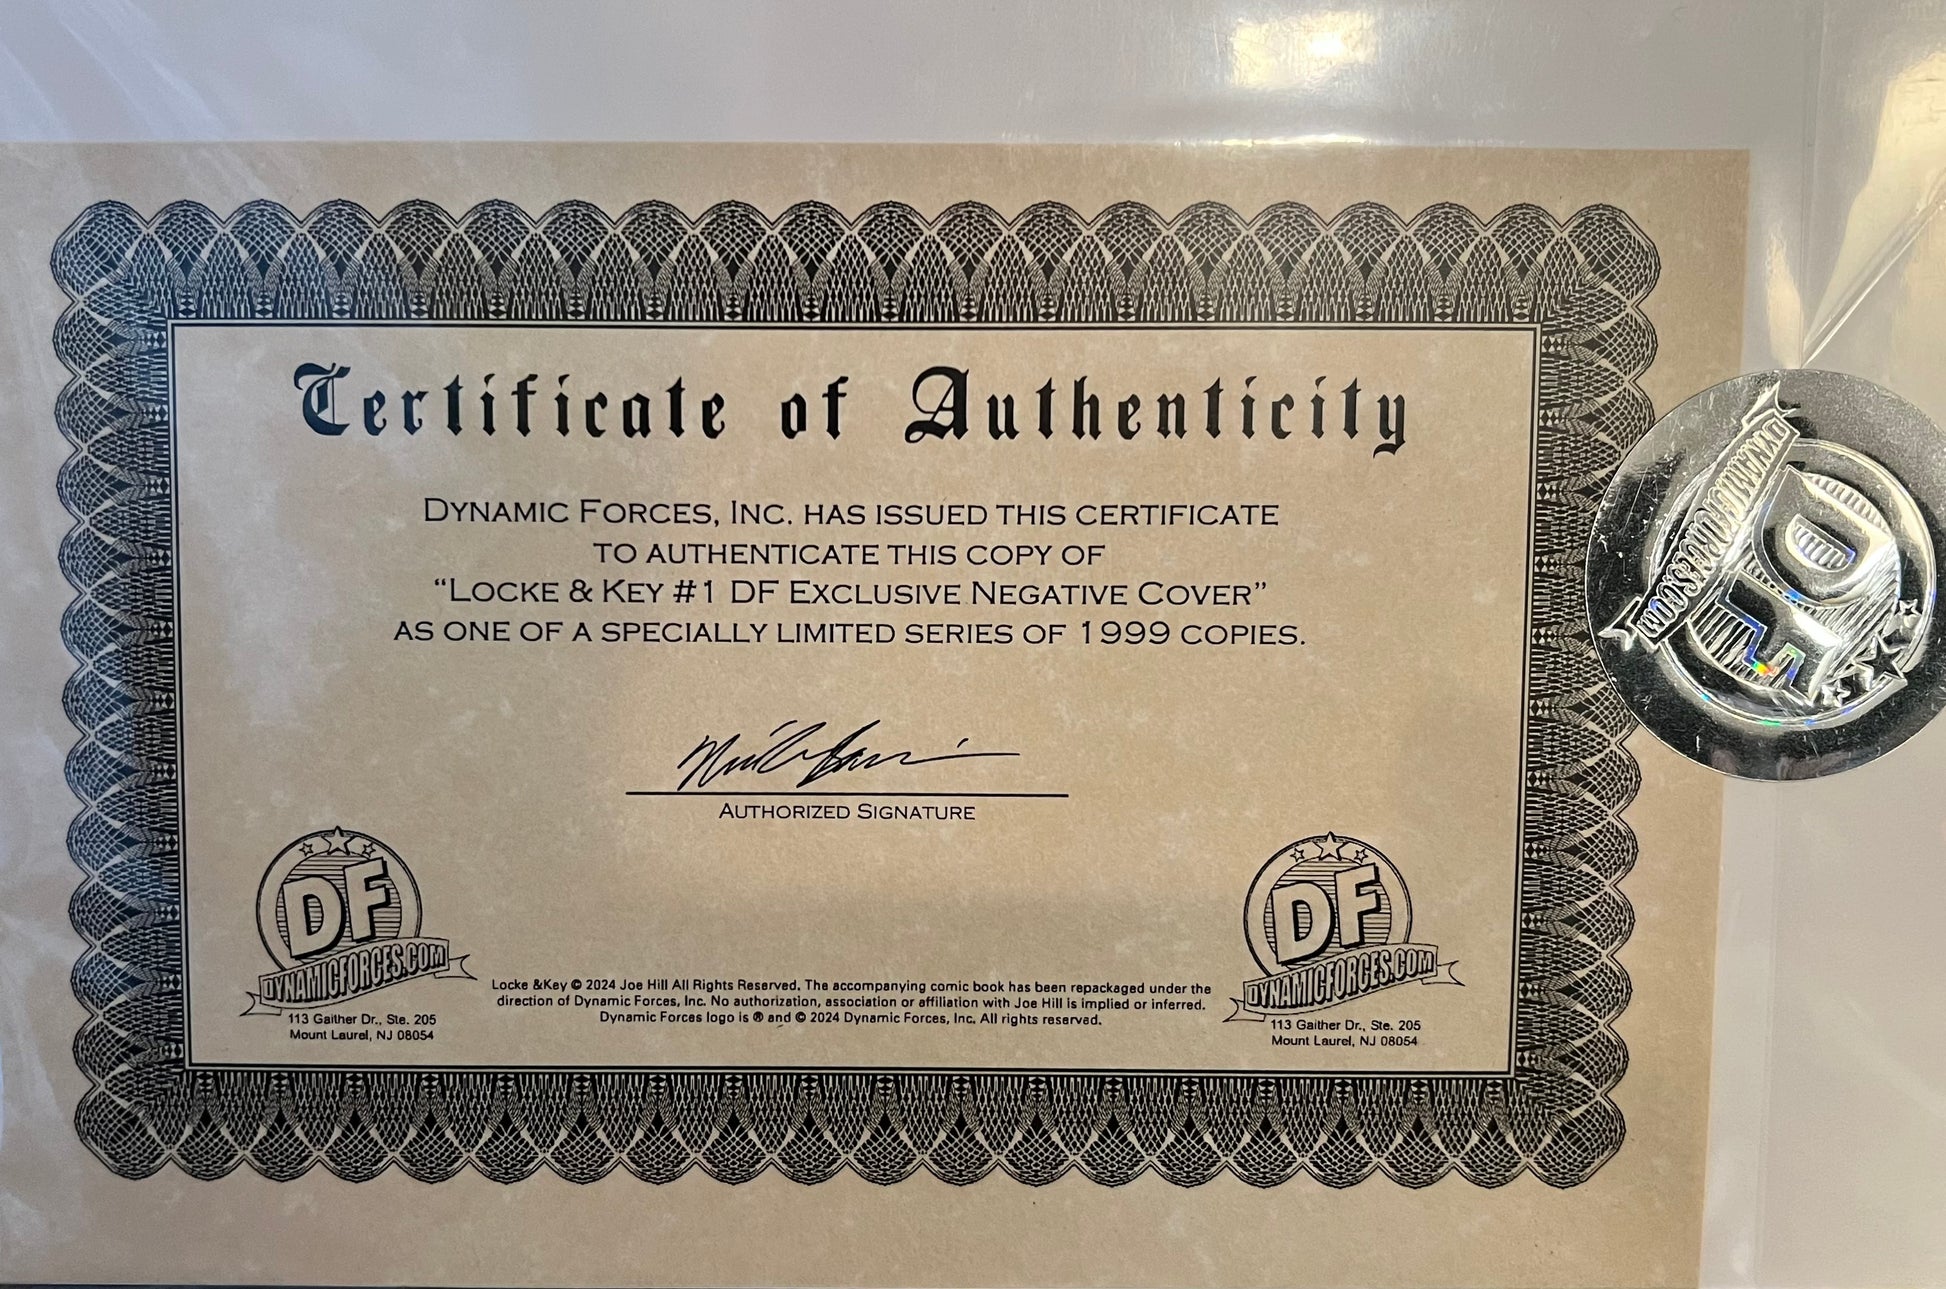 Certificate of Authenticity
DYNAMIC FORCES, INC. HAS ISSUED THIS CERTIFICATE
TO AUTHENTICATE THIS COPY OF
“LOCKE & KEY #1 DF EXCLUSIVE NEGATIVE COVER”
AS ONE OF A SPECIALLY LIMITED SERIES OF 1999 COPIES.
AUTHORIZED SIGNATURE
DF
DYNAMICFORCES.COM
113 Gaither Dr., Ste. 205
Mount Laurel, NJ 08054
Locke &Key © 2024 Joe Hill All Rights Reserved. The accompanying comic book has been repackaged under the
direction of Dynamic Forces, Inc. No authorization, association or affiliation with Joe Hill is implied or inferred.
Dynamic Forces logo is ® and © 2024 Dynamic Forces, Inc. All rights reserved.
DF
DYNAMICFORCES.COM
113 Gaither Dr., Ste. 205
Mount Laurel, NJ 08054
DYNAMICFORCES.COM
DF